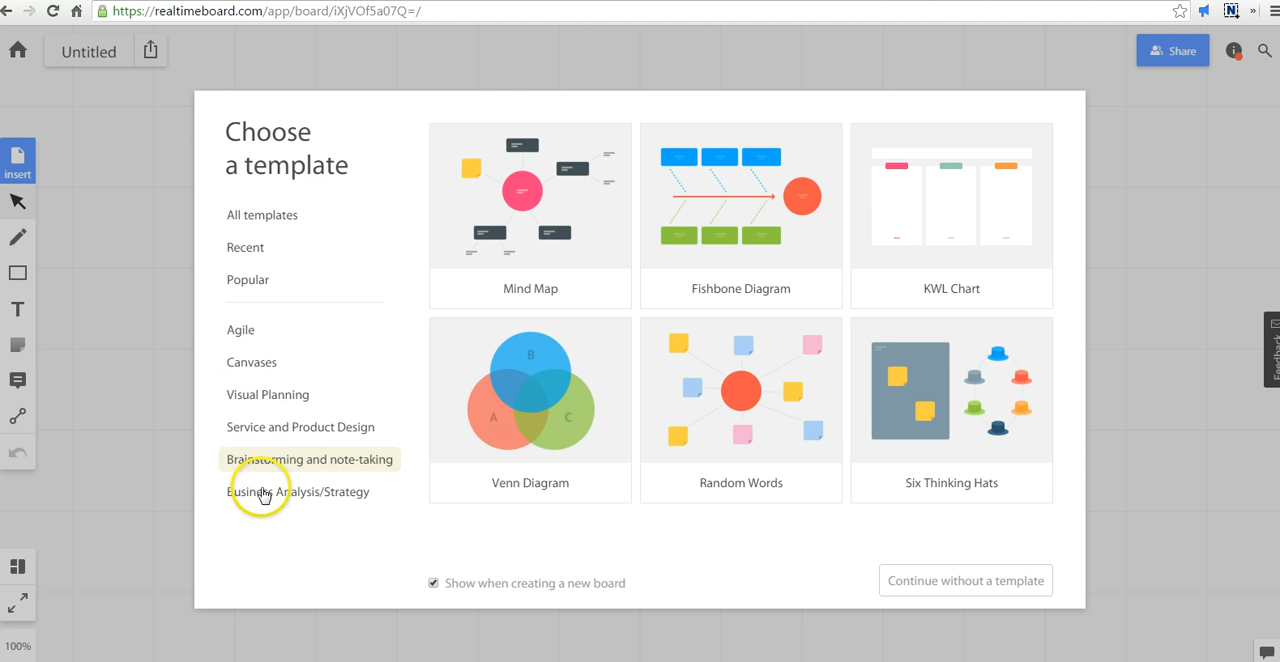 https://realtimeboard.com/app/board/iXjVOf5a07Q=/
N
»
Untitled
Share
insert
T
100%
Choose
a template
All templates
Recent
Popular
Agile
Canvases
Visual Planning
Service and Product Design
Brainstorming and note-taking
Business Analysis/Strategy
Mind Map
Fishbone Diagram
KWL Chart
B
A
C
Venn Diagram
Random Words
Six Thinking Hats
Show when creating a new board
Continue without a template
Feedback